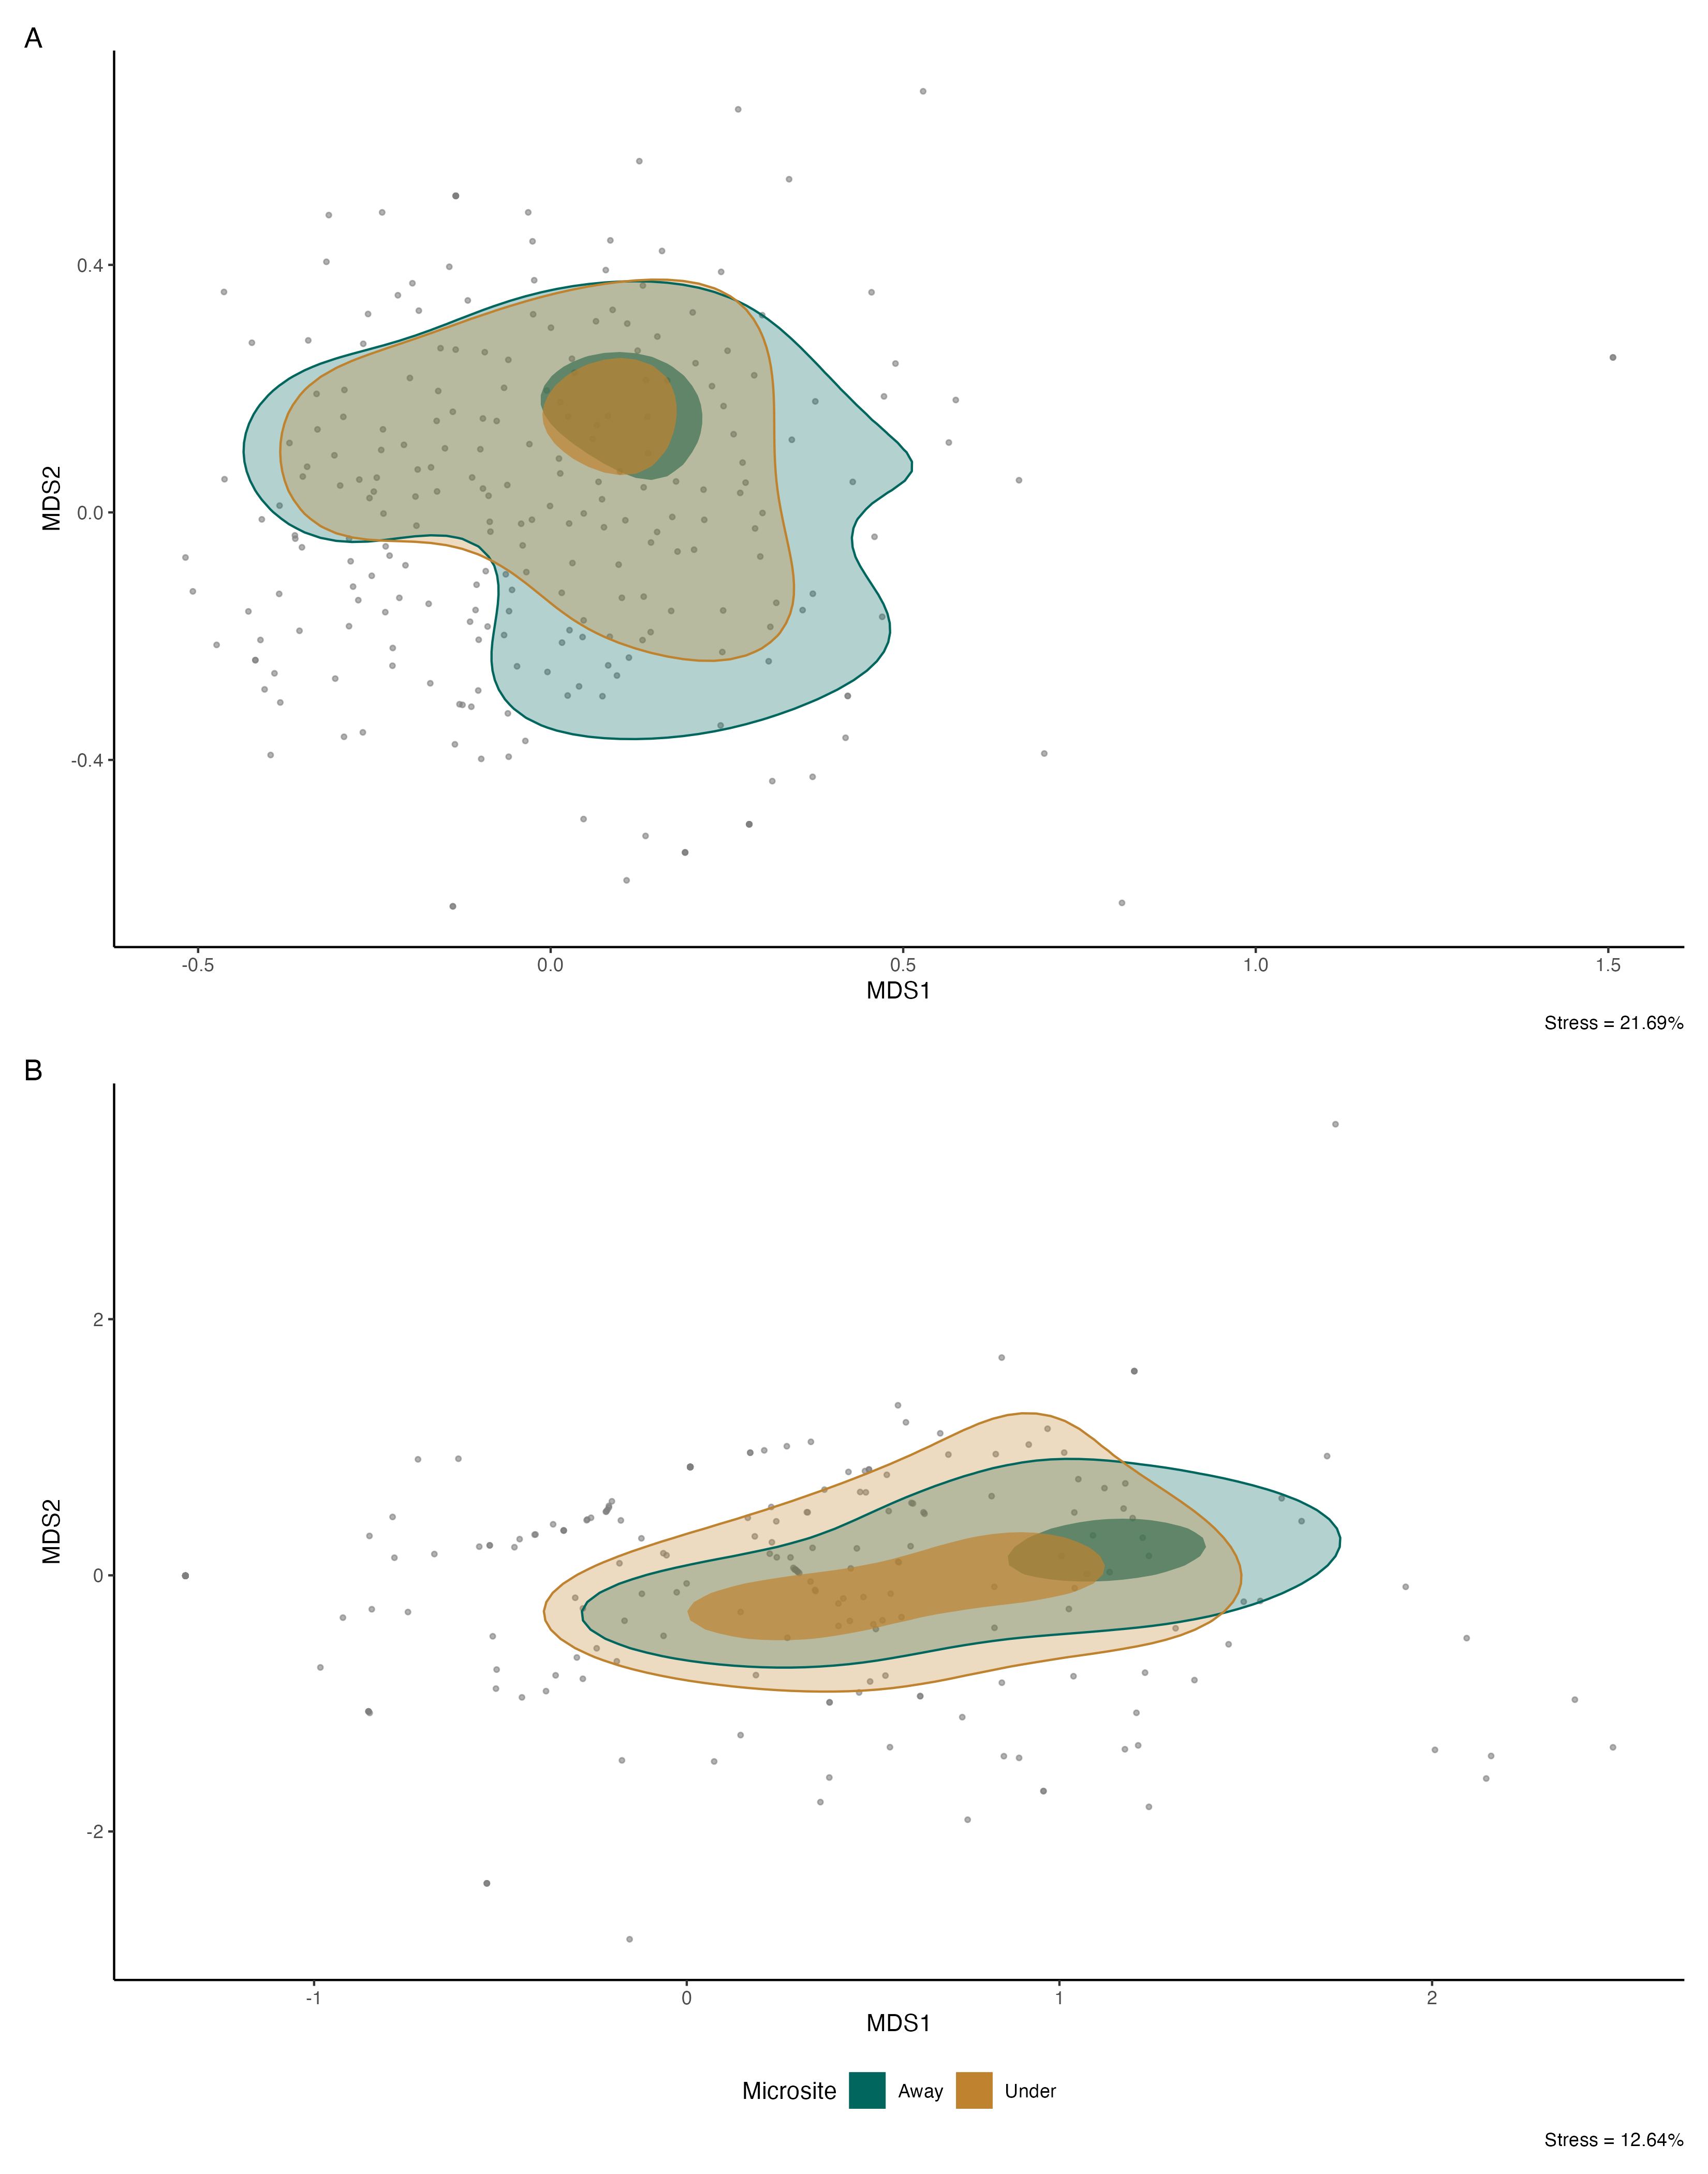 A
MDS2
0.4
0.0
-0.4
-0.5 0.0 0.5 1.0 1.5
MDS1
Stress = 21.69%
B
MDS2
2
0
-2
-1 0 1 2
MDS1
Microsite Away Under
Stress = 12.64%